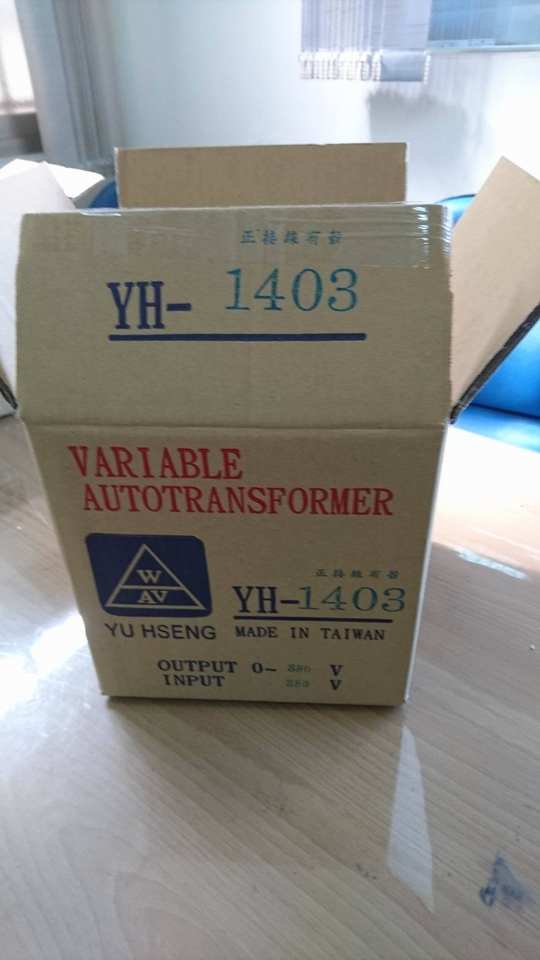 YH- 1403
VARIABLE
AUTOTRANSFORMER
W
AV
YH-1403
YU HSENG
MADE IN TAIWAN
OUTPUT 0- V
INPUT V